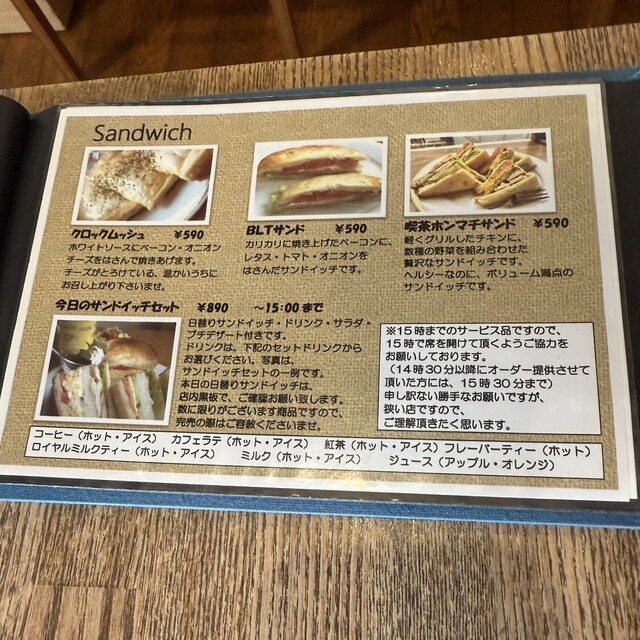 Sandwich
クロックムッシュ ¥590
ホワイトソースにベーコン・オニオン
チーズをはさんで焼きあげます。
チーズがとろけている、温かいうちに
お召し上がり下さいませ。
BLTサンド ¥590
カリカリに焼き上げたベーコンに、
レタス・トマト・オニオンを
はさんだサンドイッチです。
喫茶ホンマチサンド ¥590
軽くグリルしたチキンに、
数種の野菜を組み合わせた
贅沢なサンドイッチです。
ヘルシーなのに、ボリューム満点の
サンドイッチです。
今日のサンドイッチセット ¥890 〜15:00まで
日替りサンドイッチ・ドリンク・サラダ・
プチデザート付きです。
ドリンクは、下記のセットドリンクから
お選びください。写真は、
サンドイッチセットの一例です。
本日の日替りサンドイッチは、
店内黒板で、ご確認お願い致します。
数に限りがございます商品ですので、
完売の際はご容赦くださいませ。
※15時までのサービス品ですので、
15時で席を開けて頂くようご協力を
お願いしております。
(14時30分以降にオーダー提供させて
頂いた方には、15時30分まで)
申し訳ない勝手なお願いですが、
狭い店ですので、
ご理解頂きたく思います。
コーヒー(ホット・アイス) カフェラテ(ホット・アイス) 紅茶(ホット・アイス) フレーバーティー(ホット)
ロイヤルミルクティー(ホット・アイス) ミルク(ホット・アイス) ジュース(アップル・オレンジ)